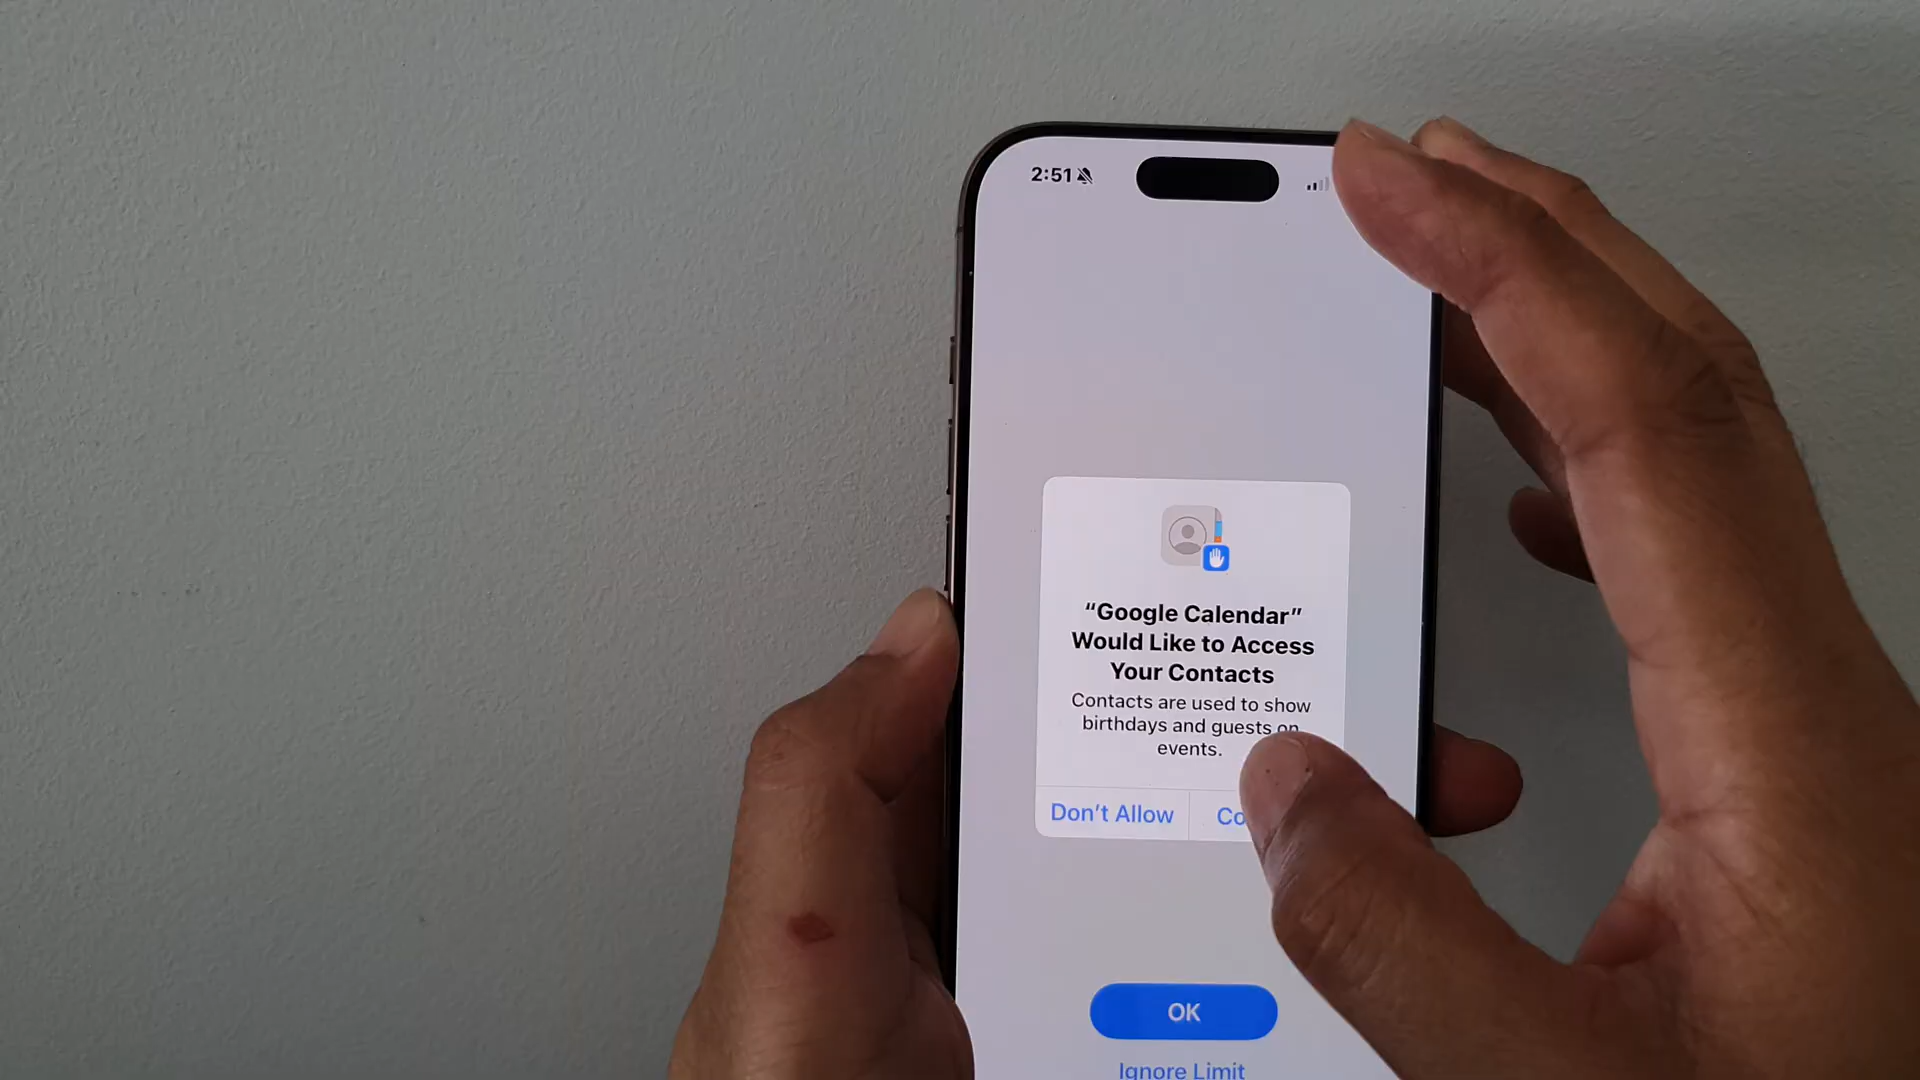 2:51
“Google Calendar”
Would Like to Access
Your Contacts
Contacts are used to show
birthdays and guests on
events.
Don’t Allow
OK
Ignore Limit